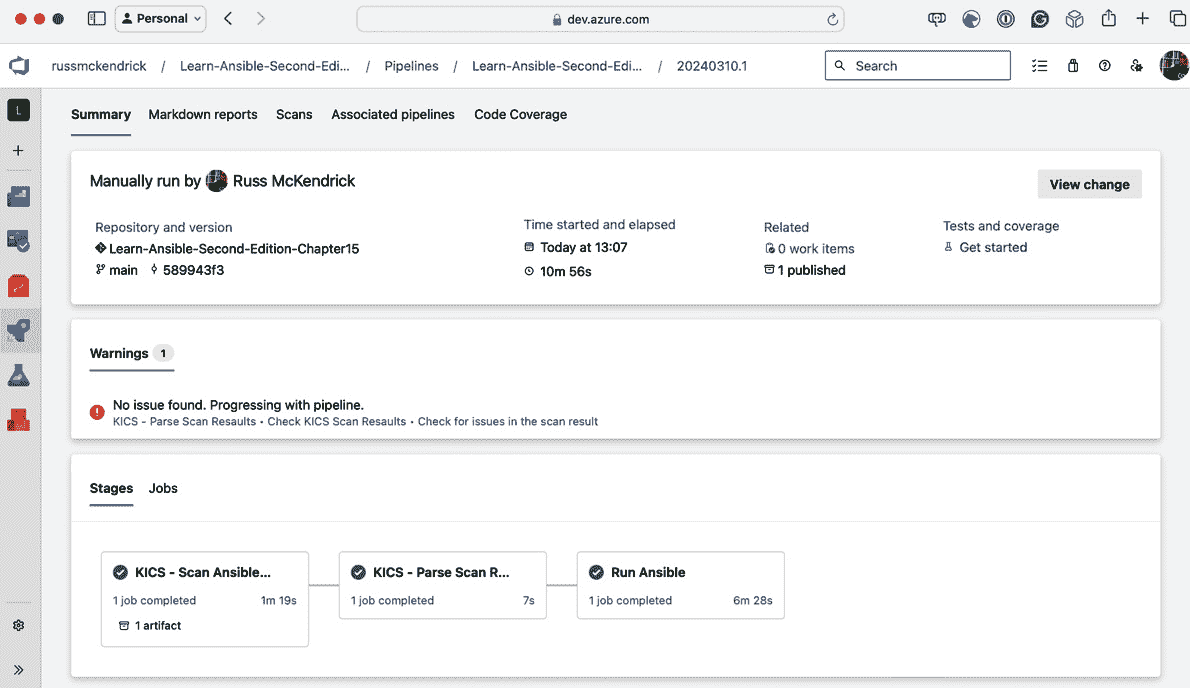 Personal
dev.azure.com
russmckendrick / Learn-Ansible-Second-Edi... / Pipelines / Learn-Ansible-Second-Edi... / 20240310.1
Search
L
Summary Markdown reports Scans Associated pipelines Code Coverage
Manually run by Russ McKendrick
View change
Repository and version
Learn-Ansible-Second-Edition-Chapter15
main 589943f3
Time started and elapsed
Today at 13:07
10m 56s
Related
0 work items
1 published
Tests and coverage
Get started
Warnings 1
No issue found. Progressing with pipeline.
KICS - Parse Scan Resaults • Check KICS Scan Resaults • Check for issues in the scan result
Stages Jobs
KICS - Scan Ansible...
1 job completed 1m 19s
1 artifact
KICS - Parse Scan R...
1 job completed 7s
Run Ansible
1 job completed 6m 28s